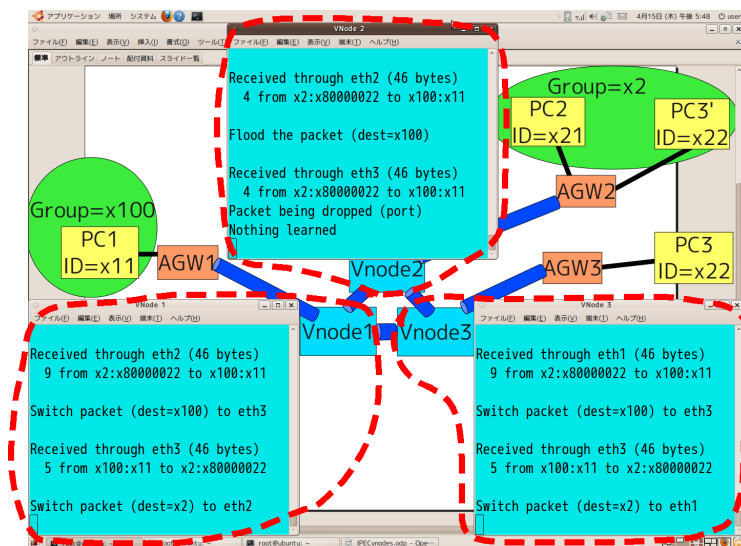 アプリケーション 場所 システム
4月15日 (木) 午後 5:48 user
VNode 2
ファイル(F) 編集(E) 表示(V) 挿入(I) 書式(O) ツール(T)
ファイル(F) 編集(E) 表示(V) 端末(T) ヘルプ(H)
標準 アウトライン ノート 配付資料 スライド一覧
Received through eth2 (46 bytes)
4 from x2:x80000022 to x100:x11
Flood the packet (dest=x100)
Received through eth3 (46 bytes)
4 from x2:x80000022 to x100:x11
Packet being dropped (port)
Nothing learned
Group=x2
PC2
ID=x21
PC3'
ID=x22
AGW2
Group=x100
PC1
ID=x11
AGW1
Vnode2
AGW3
PC3
ID=x22
Vnode1
Vnode3
VNode 1
ファイル(F) 編集(E) 表示(V) 端末(T) ヘルプ(H)
Received through eth2 (46 bytes)
9 from x2:x80000022 to x100:x11
Switch packet (dest=x100) to eth3
Received through eth3 (46 bytes)
5 from x100:x11 to x2:x80000022
Switch packet (dest=x2) to eth2
VNode 3
ファイル(F) 編集(E) 表示(V) 端末(T) ヘルプ(H)
Received through eth1 (46 bytes)
9 from x2:x80000022 to x100:x11
Switch packet (dest=x100) to eth3
Received through eth3 (46 bytes)
5 from x100:x11 to x2:x80000022
Switch packet (dest=x2) to eth1
root@ubuntu: ~
IPECvnodes.odp - Ope…